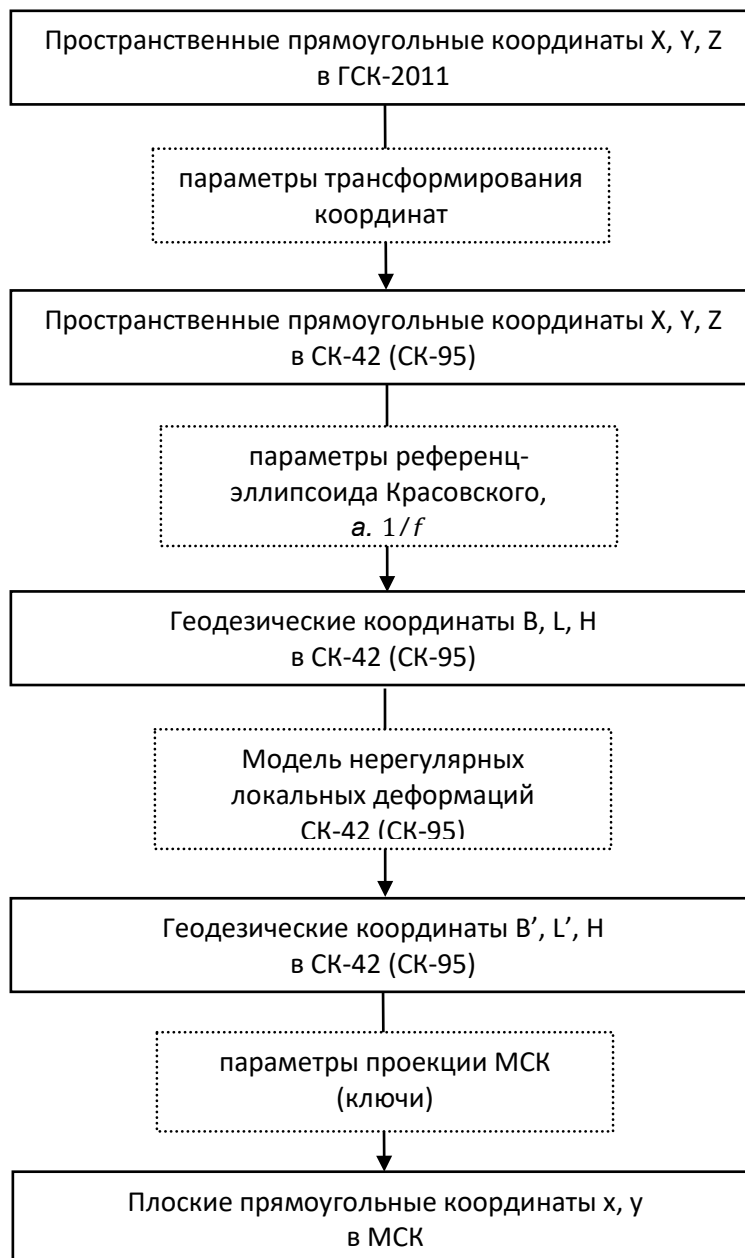 Пространственные прямоугольные координаты X, Y, Z
в ГСК-2011
параметры трансформирования
координат
Пространственные прямоугольные координаты X, Y, Z
в СК-42 (СК-95)
параметры референц-
эллипсоида Красовского,
a. 1/f
Геодезические координаты B, L, H
в СК-42 (СК-95)
Модель нерегулярных
локальных деформаций
СК-42 (СК-95)
Геодезические координаты B’, L’, H
в СК-42 (СК-95)
параметры проекции МСК
(ключи)
Плоские прямоугольные координаты x, y
в МСК